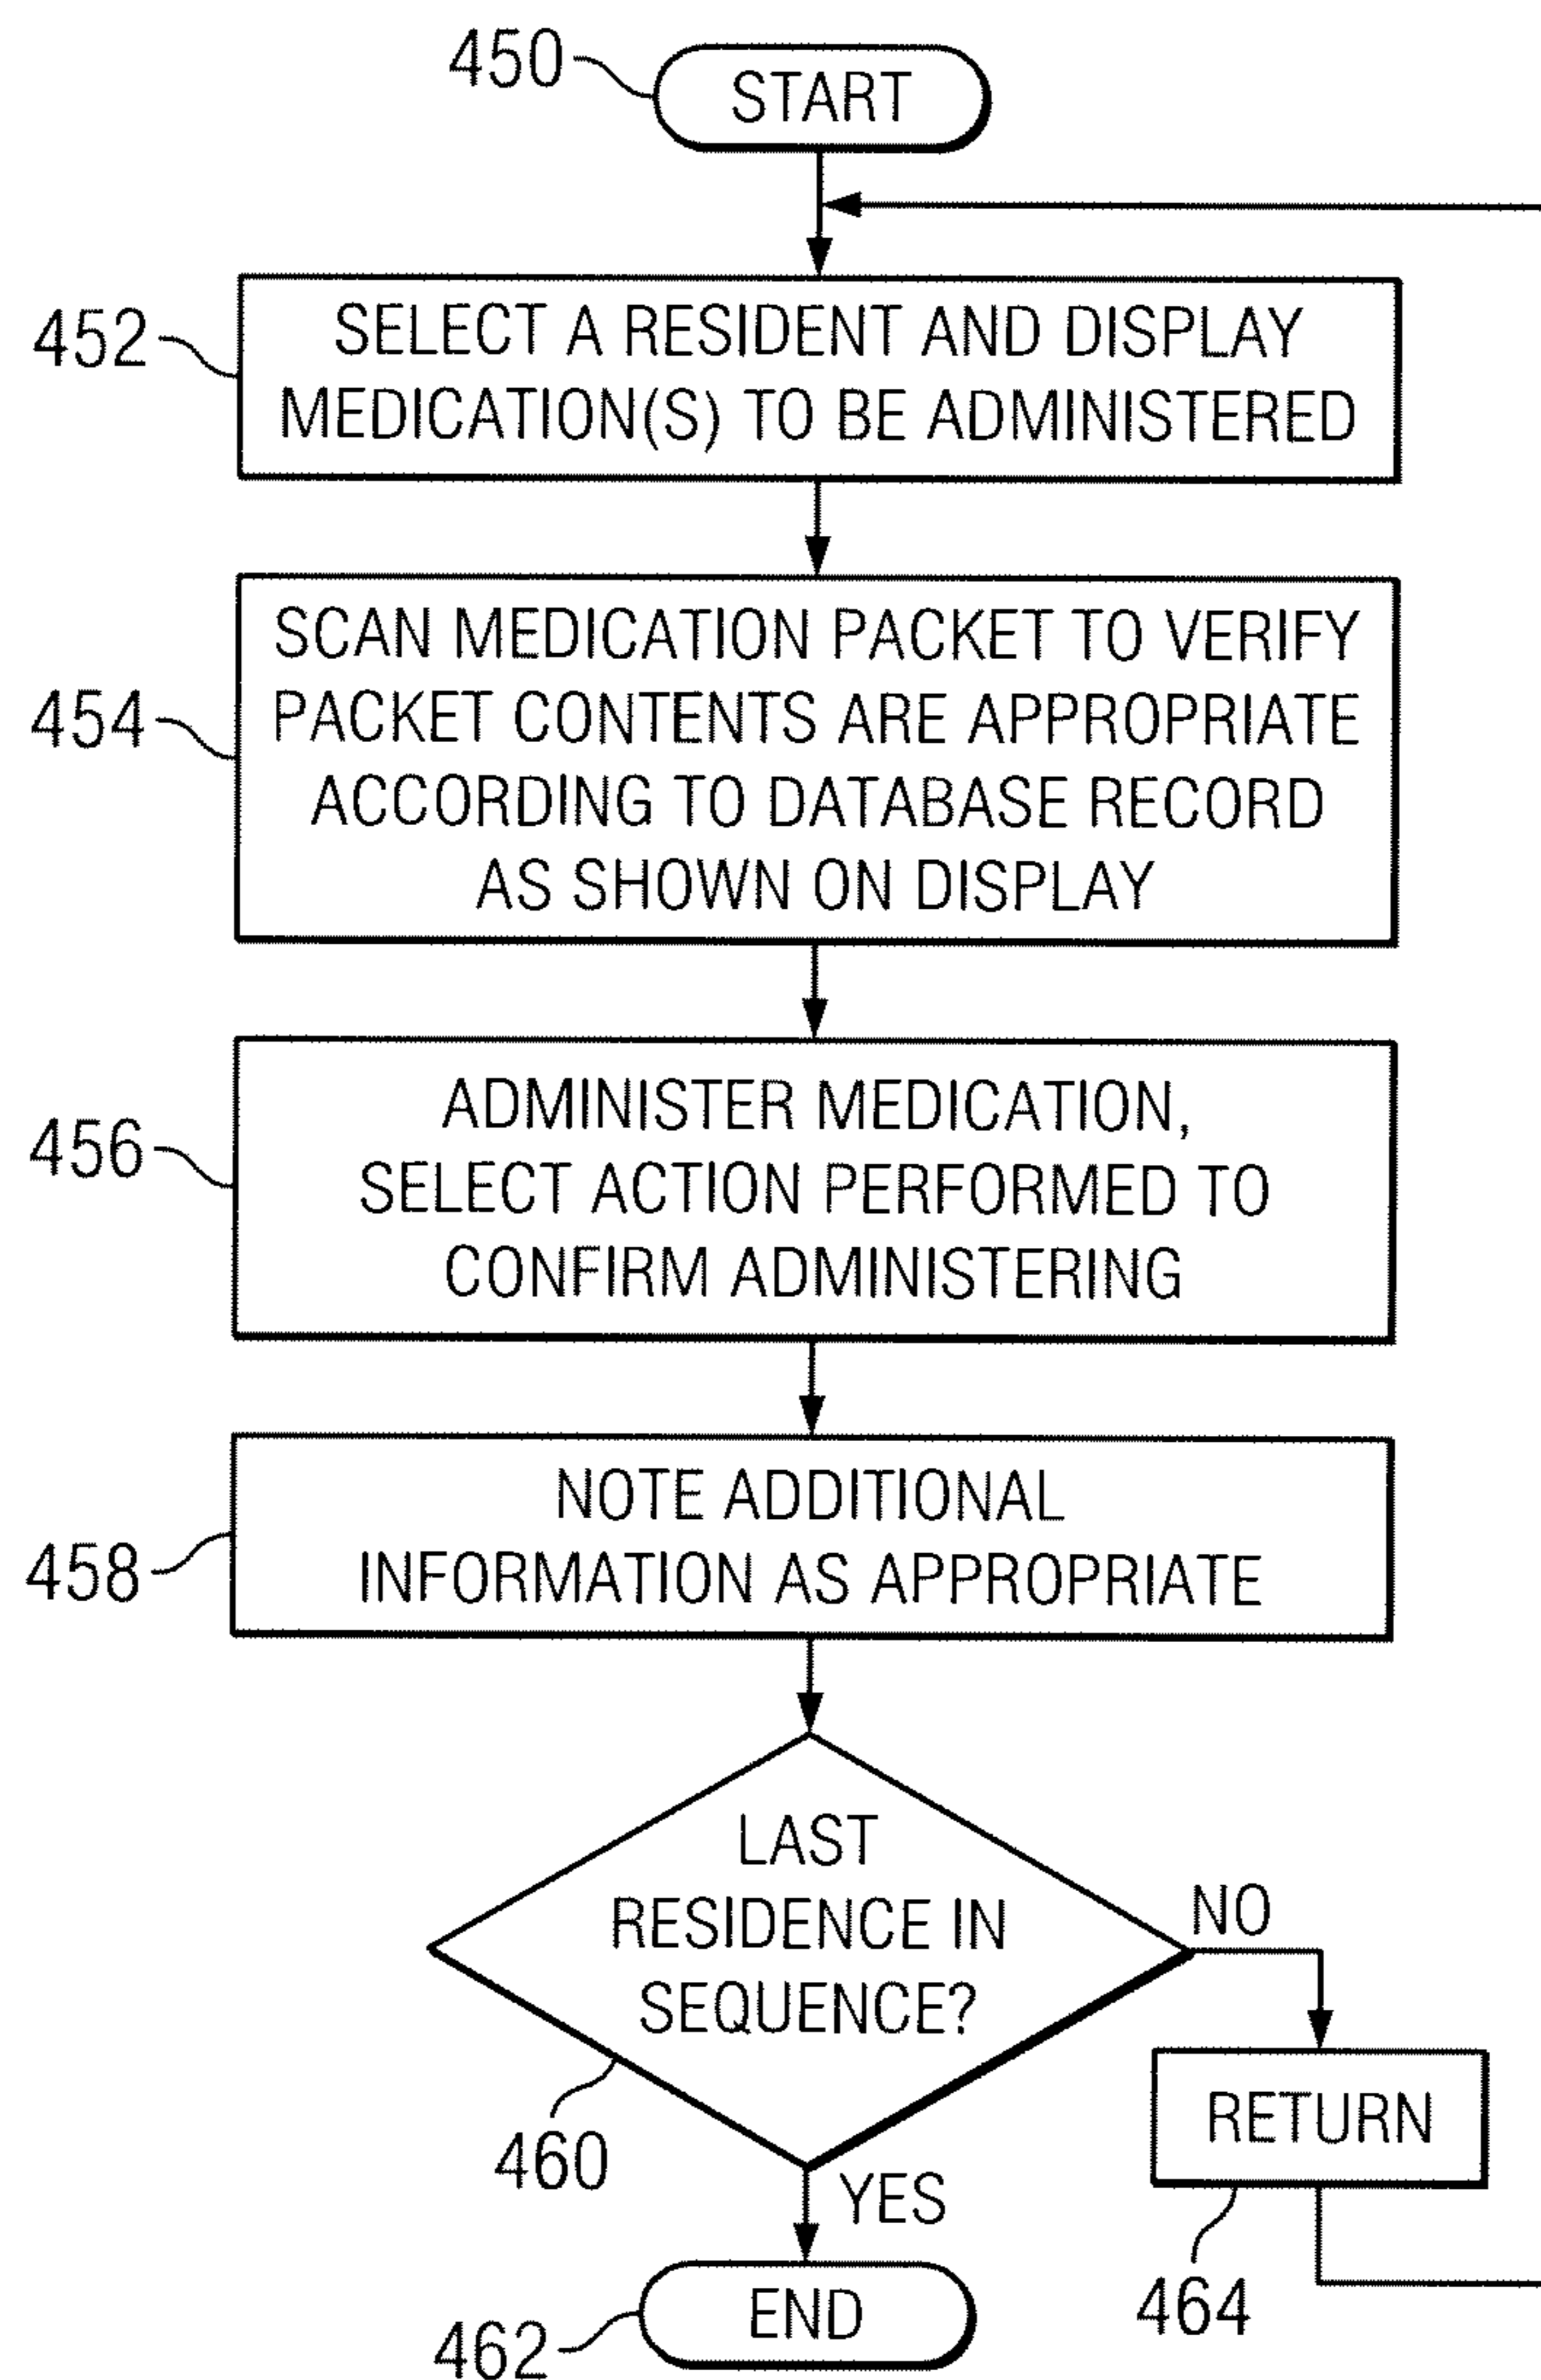 450
START
452
SELECT A RESIDENT AND DISPLAY
MEDICATION(S) TO BE ADMINISTERED
454
SCAN MEDICATION PACKET TO VERIFY
PACKET CONTENTS ARE APPROPRIATE
ACCORDING TO DATABASE RECORD
AS SHOWN ON DISPLAY
456
ADMINISTER MEDICATION,
SELECT ACTION PERFORMED TO
CONFIRM ADMINISTERING
458
NOTE ADDITIONAL
INFORMATION AS APPROPRIATE
LAST
RESIDENCE IN
SEQUENCE?
NO
460
YES
RETURN
464
END
462